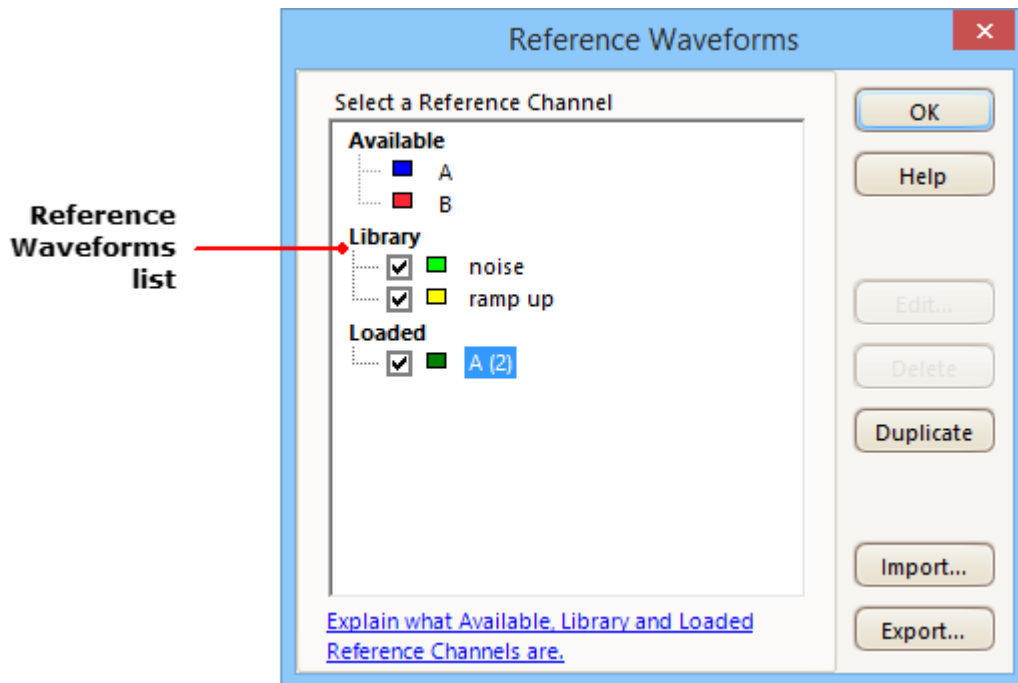 Reference Waveforms
Select a Reference Channel
Available
A
B
Library
noise
ramp up
Loaded
A (2)
Explain what Available, Library and Loaded
Reference Channels are.
OK
Help
Edit...
Delete
Duplicate
Import...
Export...
Reference
Waveforms
list